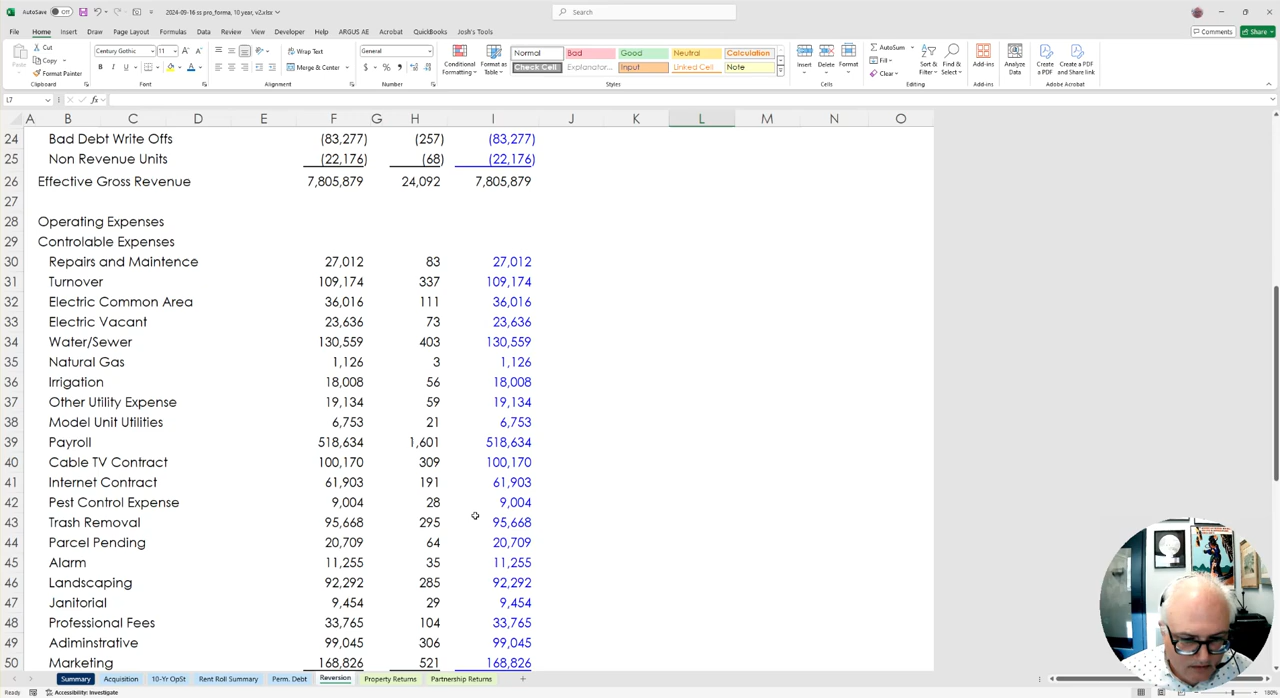 AutoSave Off 2024-09-16 ss pro_forma, 10 year, v2.xlsx Search
File Home Insert Draw Page Layout Formulas Data Review View Developer Help ARGUS AE Acrobat QuickBooks Josh's Tools Comments Share
Paste Cut Copy Format Painter Clipboard
Century Gothic 11 Font
Wrap Text Merge & Center Alignment
General Number
Conditional Formatting Format as Table Normal Bad Good Neutral Calculation
Check Cell Explanator... Input Linked Cell Note Styles
Insert Delete Format Cells
AutoSum Fill Clear Sort & Filter Find & Select Editing
Add-ins Add-ins Analyze Data Create a PDF Create a PDF and Share link Adobe Acrobat
L7 fx
A B C D E F G H I J K L M N O
24 Bad Debt Write Offs (83,277) (257) (83,277)
25 Non Revenue Units (22,176) (68) (22,176)
26 Effective Gross Revenue 7,805,879 24,092 7,805,879
27
28 Operating Expenses
29 Controlable Expenses
30 Repairs and Maintence 27,012 83 27,012
31 Turnover 109,174 337 109,174
32 Electric Common Area 36,016 111 36,016
33 Electric Vacant 23,636 73 23,636
34 Water/Sewer 130,559 403 130,559
35 Natural Gas 1,126 3 1,126
36 Irrigation 18,008 56 18,008
37 Other Utility Expense 19,134 59 19,134
38 Model Unit Utilities 6,753 21 6,753
39 Payroll 518,634 1,601 518,634
40 Cable TV Contract 100,170 309 100,170
41 Internet Contract 61,903 191 61,903
42 Pest Control Expense 9,004 28 9,004
43 Trash Removal 95,668 295 95,668
44 Parcel Pending 20,709 64 20,709
45 Alarm 11,255 35 11,255
46 Landscaping 92,292 285 92,292
47 Janitorial 9,454 29 9,454
48 Professional Fees 33,765 104 33,765
49 Adiminstrative 99,045 306 99,045
50 Marketing 168,826 521 168,826
Summary Acquisition 10-Yr OpSt Rent Roll Summary Perm. Debt Reversion Property Returns Partnership Returns
Ready Accessibility: Investigate 180%